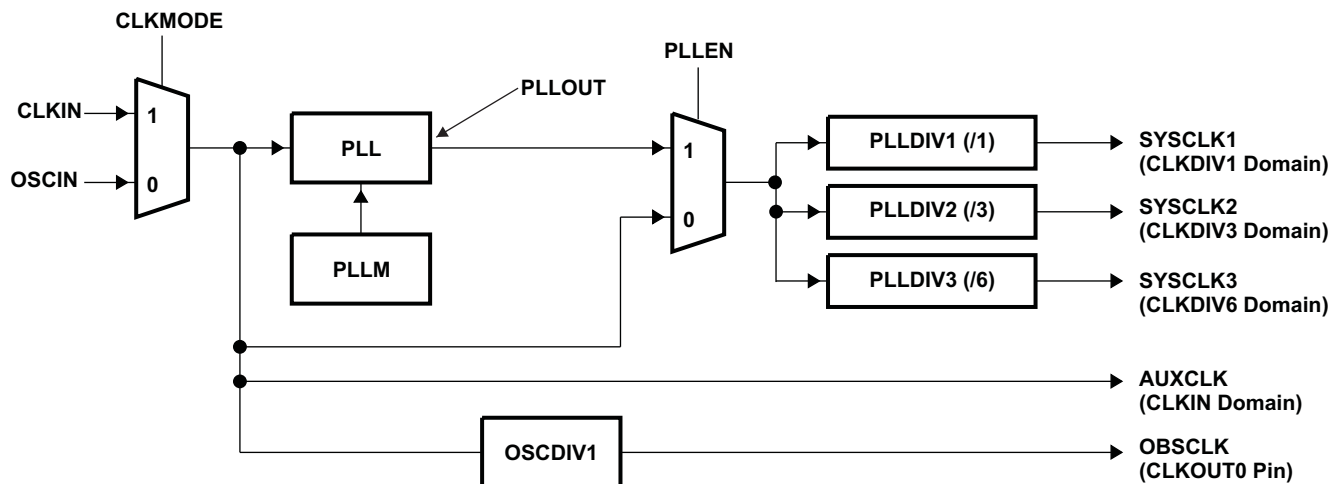 CLKMODE
CLKIN
1
OSCIN
0
PLL
PLLOUT
PLLM
PLLEN
1
0
PLLDIV1 (/1)
PLLDIV2 (/3)
PLLDIV3 (/6)
SYSCLK1
(CLKDIV1 Domain)
SYSCLK2
(CLKDIV3 Domain)
SYSCLK3
(CLKDIV6 Domain)
AUXCLK
(CLKIN Domain)
OSCDIV1
OBSCLK
(CLKOUT0 Pin)